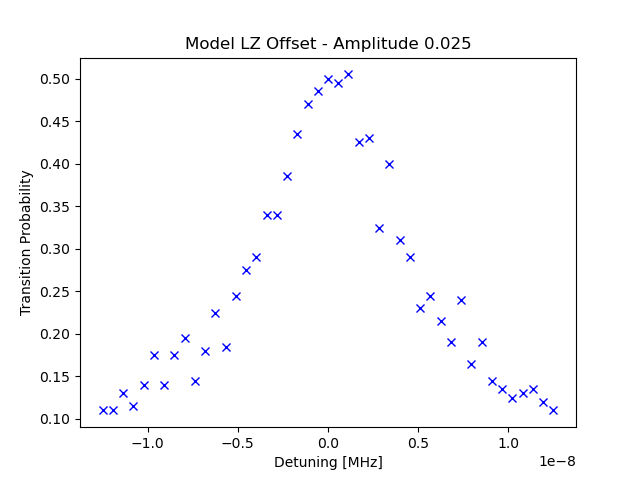 Model LZ Offset - Amplitude 0.025
0.50
0.45
0.40
0.35
0.30
0.25
0.20
0.15
0.10
Transition Probability
−1.0 −0.5 0.0 0.5 1.0
Detuning [MHz]
1e−8